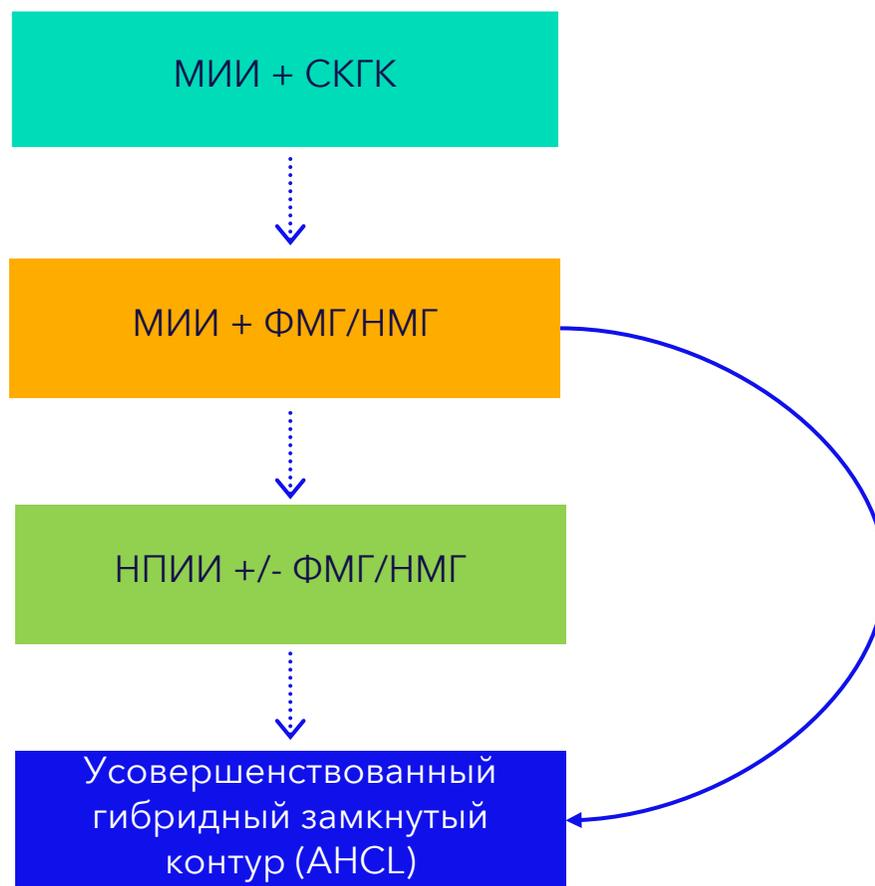 МИИ + СКГК
МИИ + ФМГ/НМГ
НПИИ +/- ФМГ/НМГ
Усовершенствованный
гибридный замкнутый
контур (AHCL)